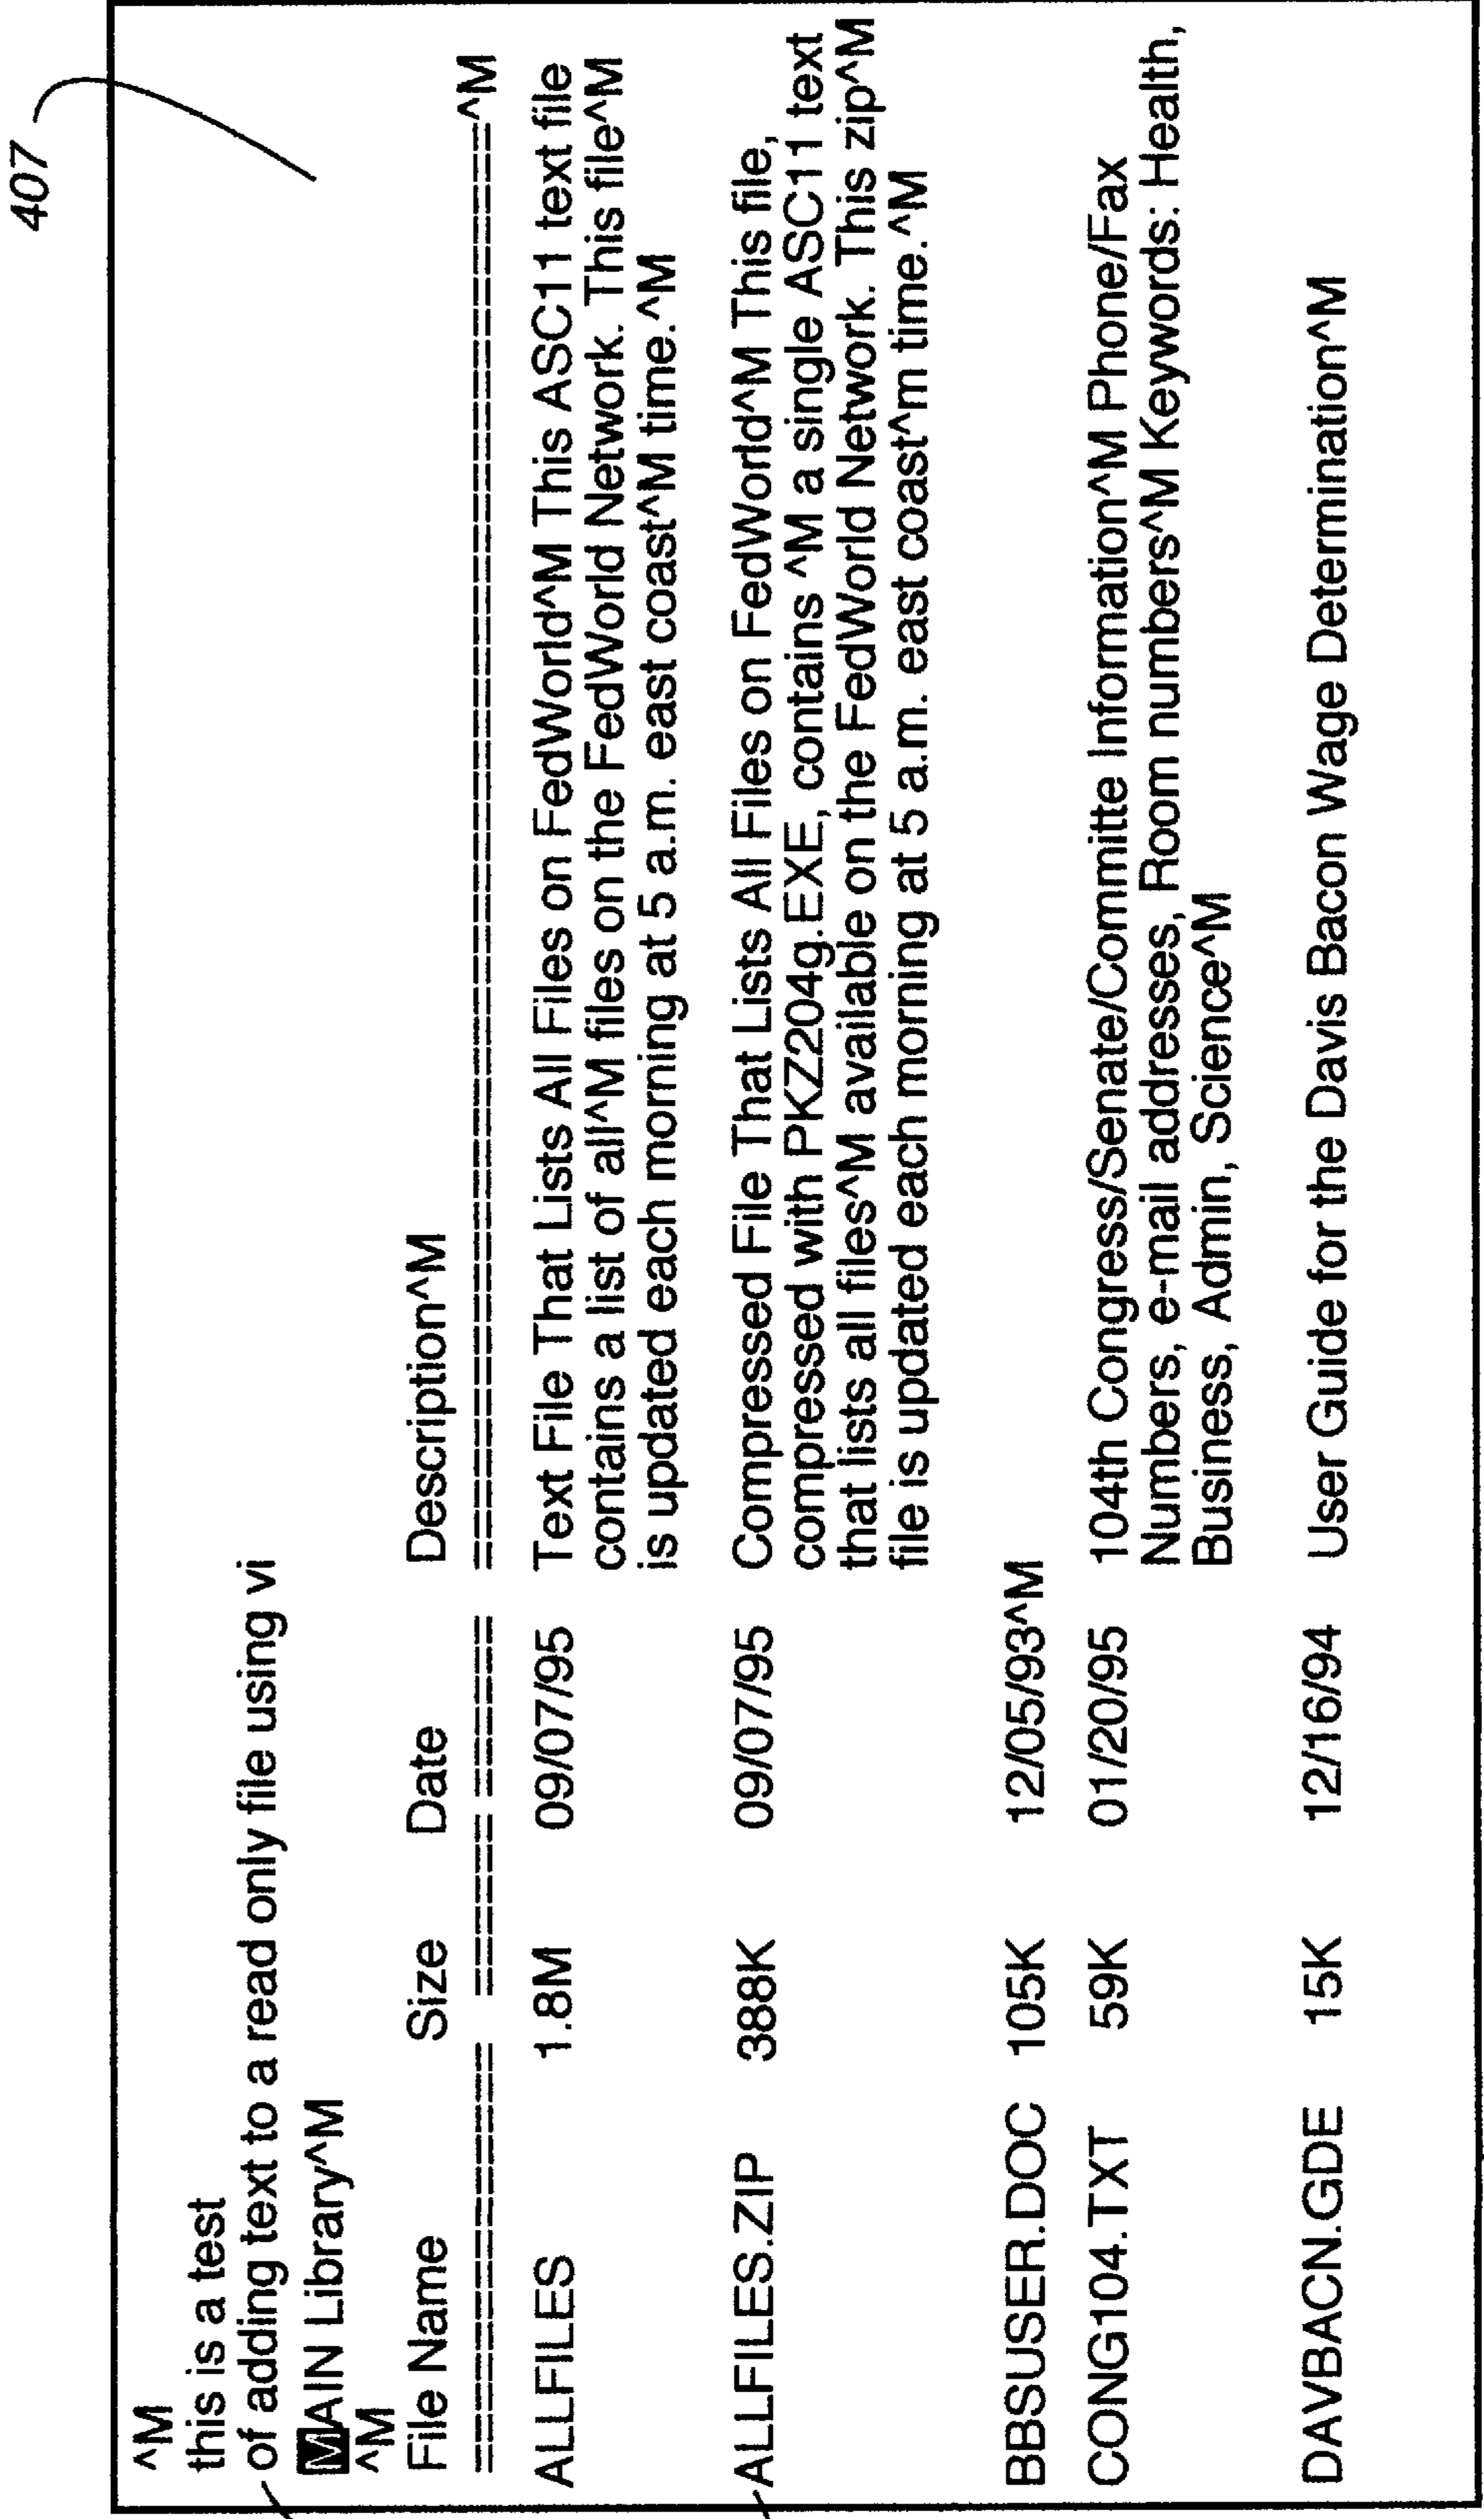 407
^M
this is a test
of adding text to a read only file using vi
MAIN Library^M
^M
File Name Size Date Description^M
======== ======= ======= ========================^M
ALLFILES 1.8M 09/07/95 Text File That Lists All Files on FedWorld^M This ASC11 text file
contains a list of all^M files on the FedWorld Network. This file^M
is updated each morning at 5 a.m. east coast^M time.^M
ALLFILES.ZIP 388K 09/07/95 Compressed File That Lists All Files on FedWorld^M This file,
compressed with PKZ204g.EXE, contains ^M a single ASC11 text
that lists all files^M available on the FedWorld Network. This zip^M
file is updated each morning at 5 a.m. east coast^m time.^M
BBSUSER.DOC 105K 12/05/93^M
CONG104.TXT 59K 01/20/95 104th Congress/Senate/Committe Information^M Phone/Fax
Numbers, e-mail addresses, Room numbers^M Keywords: Health,
Business, Admin, Science^M
DAVBACN.GDE 15K 12/16/94 User Guide for the Davis Bacon Wage Determination^M